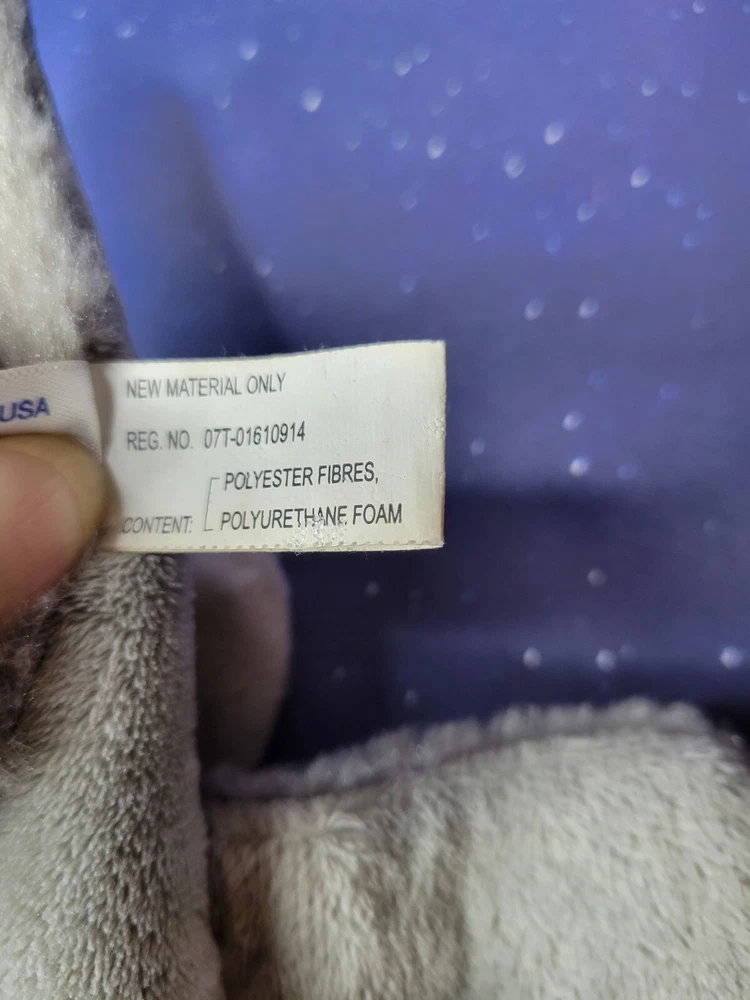 USA
NEW MATERIAL ONLY
REG. NO. 07T-01610914
POLYESTER FIBRES,
CONTENT: POLYURETHANE FOAM